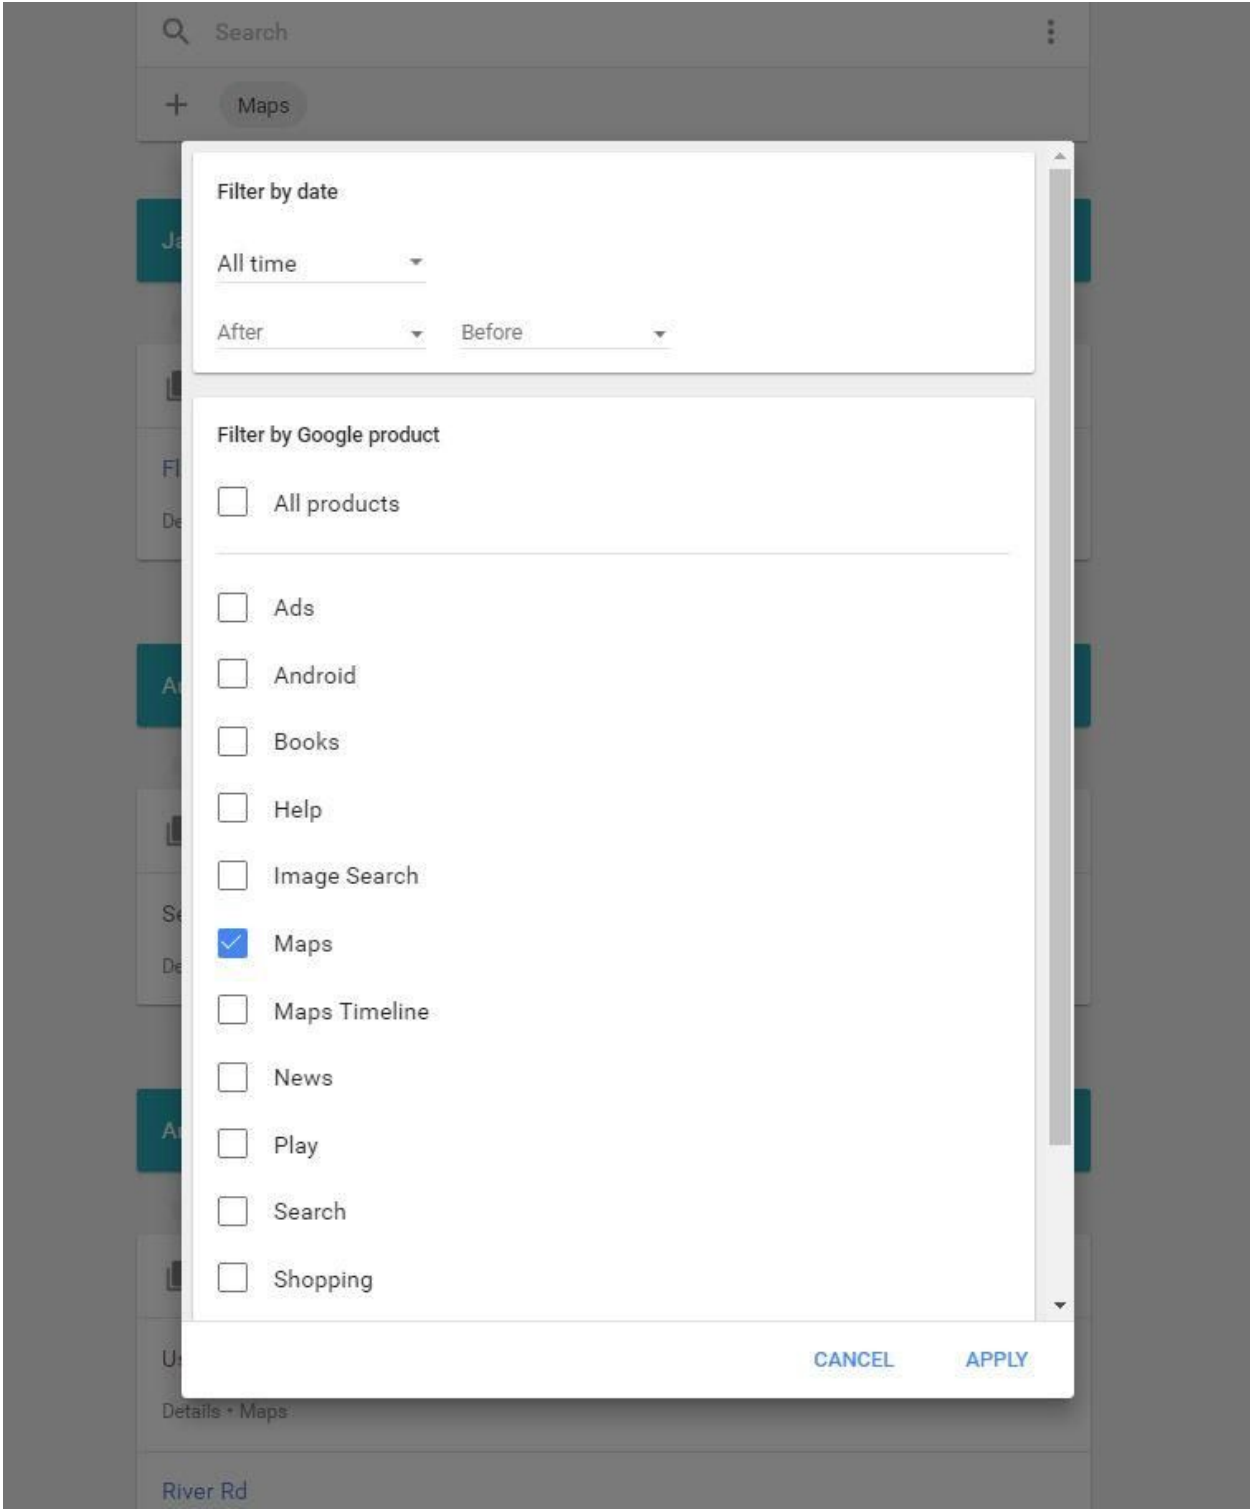 Search
Maps
Filter by date
All time
After Before
Filter by Google product
All products
Ads
Android
Books
Help
Image Search
Maps
Maps Timeline
News
Play
Search
Shopping
CANCEL APPLY
Details • Maps
River Rd